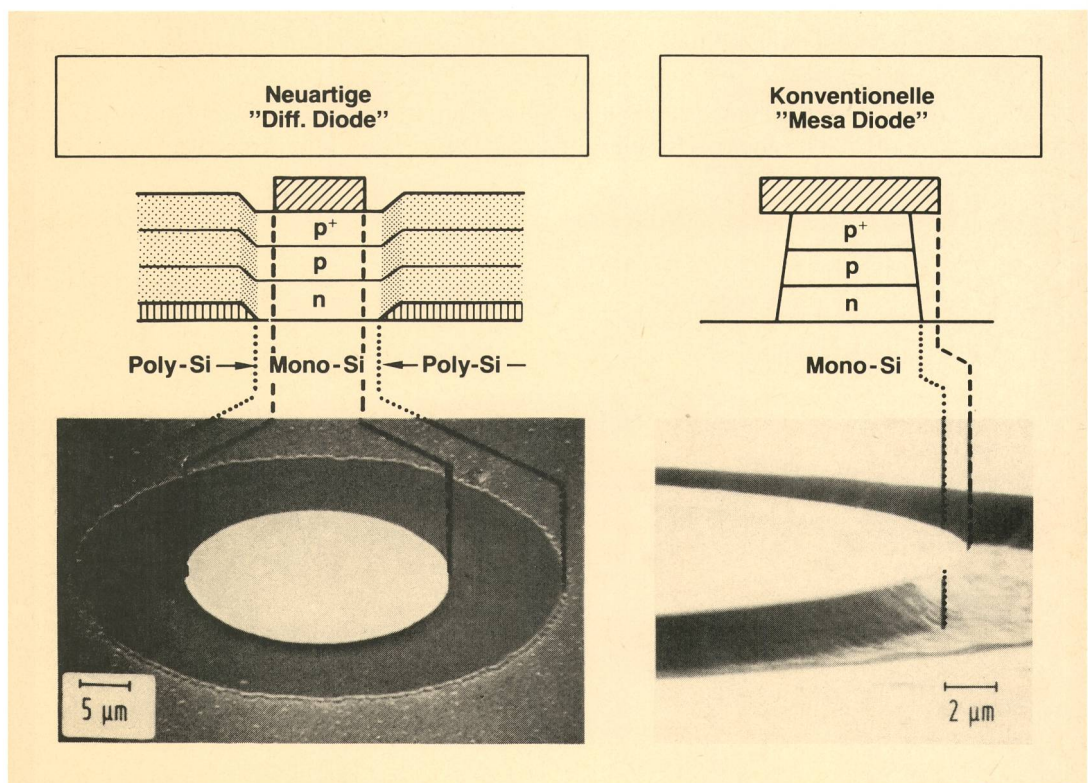 Neuartige
”Diff. Diode”
Konventionelle
”Mesa Diode”
p+
p
n
p+
p
n
Poly-Si
Mono-Si
Poly-Si
Mono-Si
5 µm
2 µm